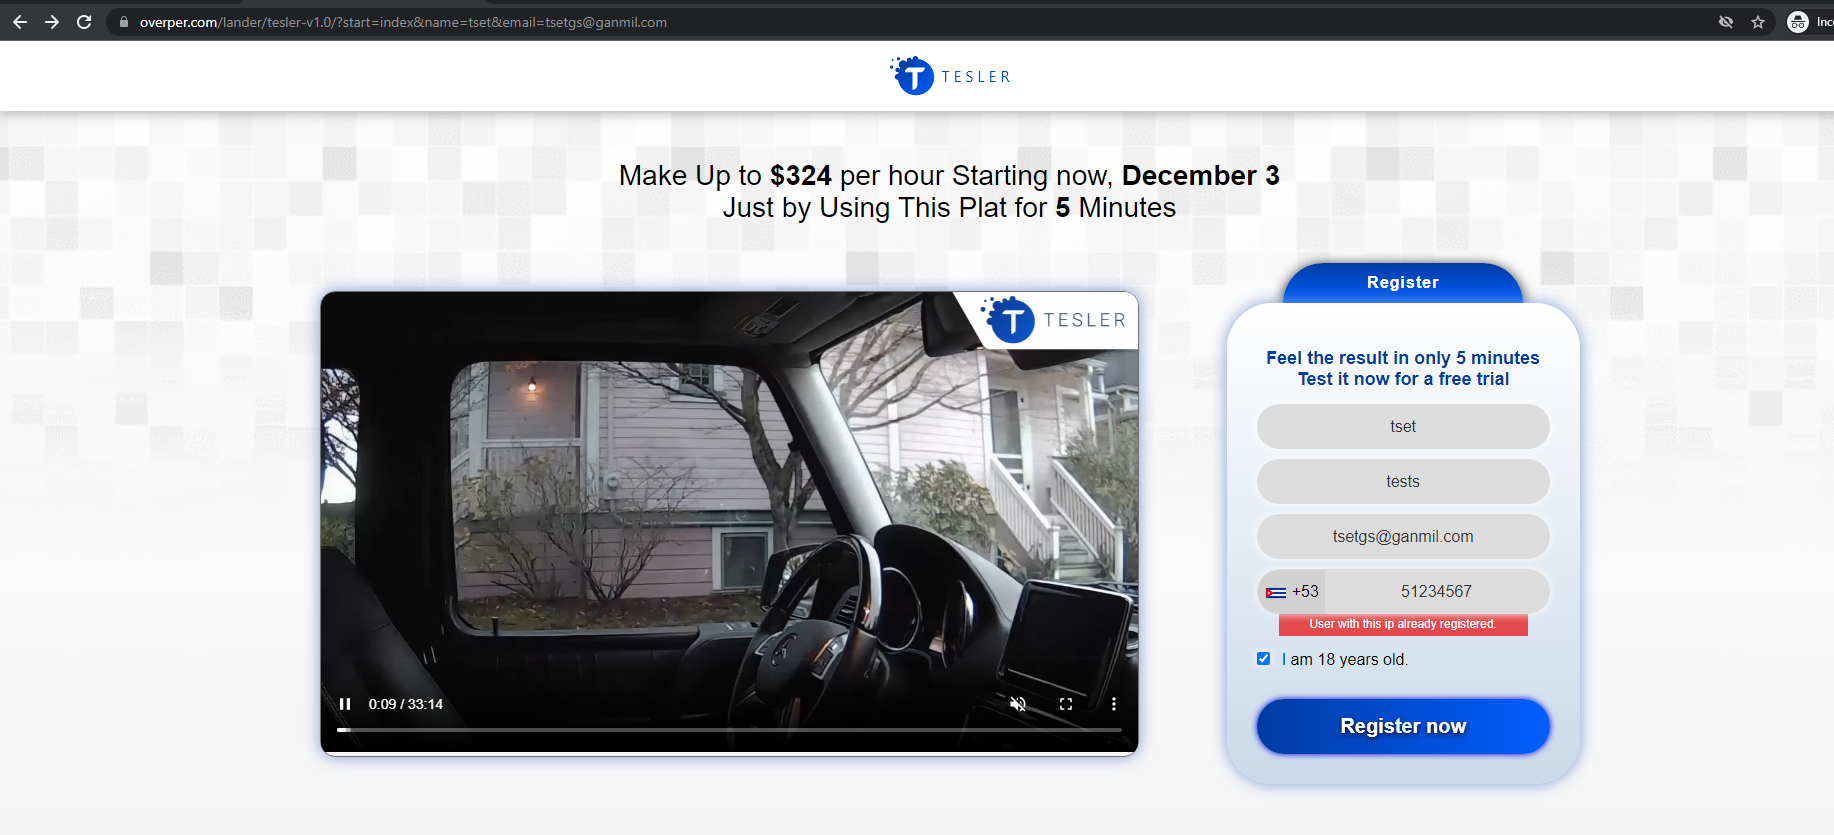 overper.com/lander/tesler-v1.0/?start=index&name=tset&email=tsetgs@ganmil.com
Inc
TESLER
Make Up to $324 per hour Starting now, December 3
Just by Using This Plat for 5 Minutes
TESLER
0:09 / 33:14
Register
Feel the result in only 5 minutes
Test it now for a free trial
tset
tests
tsetgs@ganmil.com
+53 51234567
User with this ip already registered.
I am 18 years old.
Register now